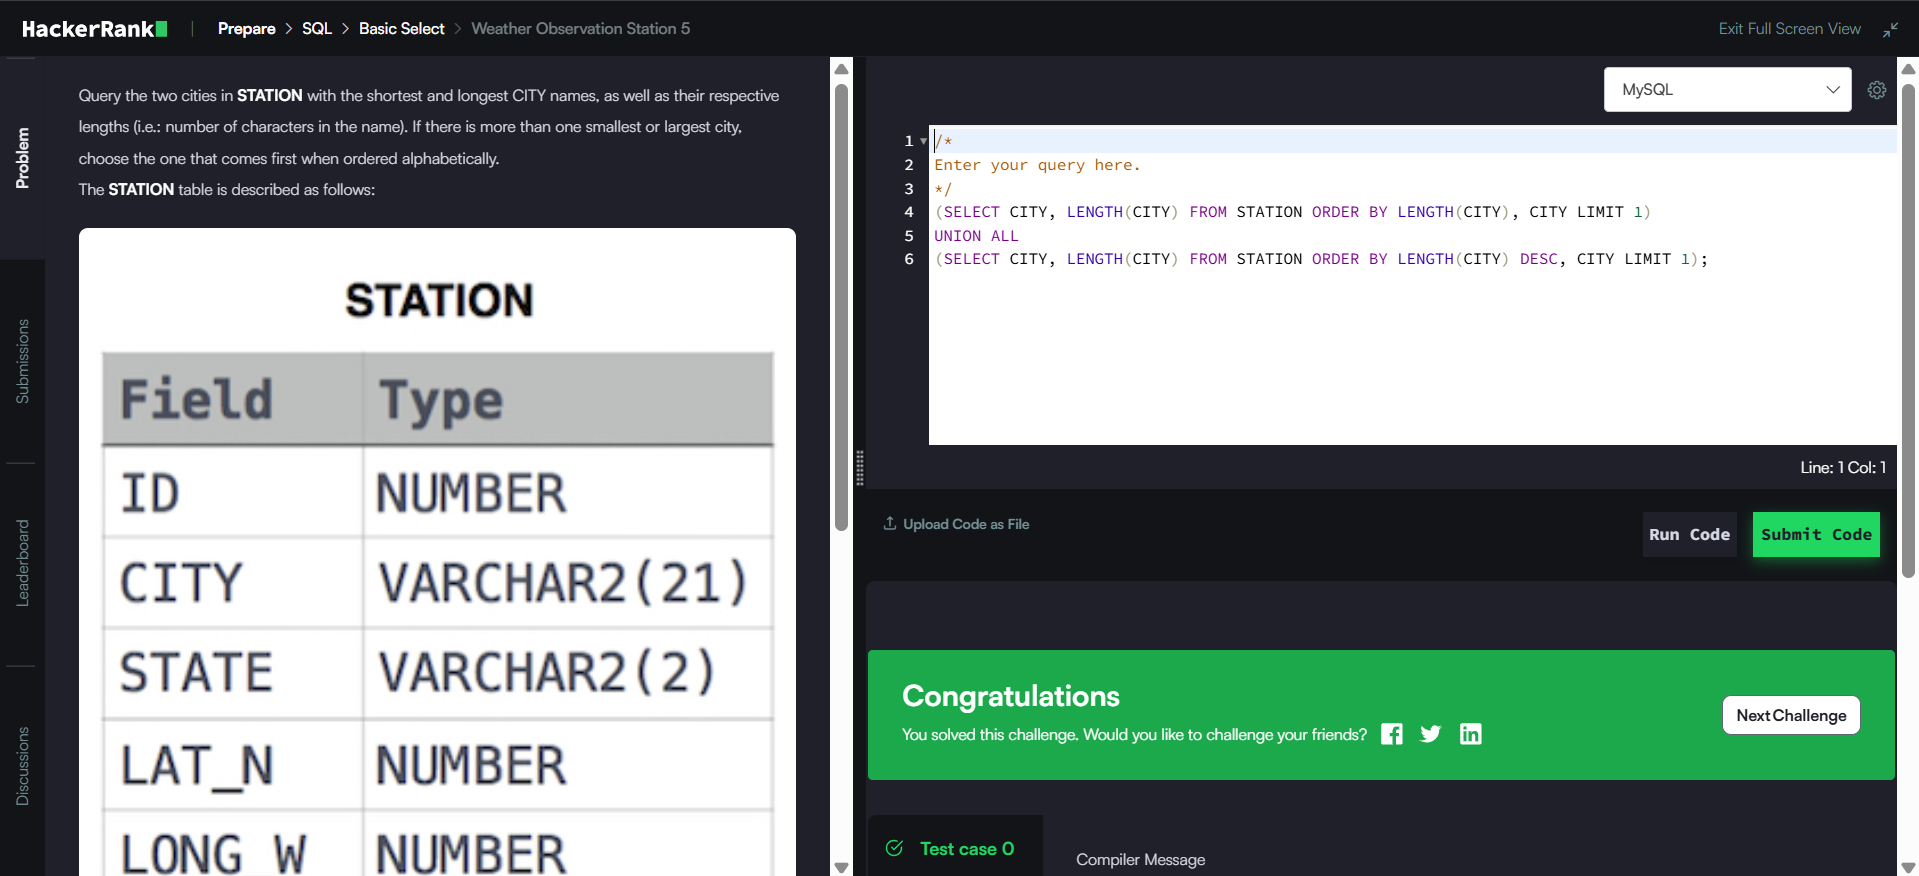 HackerRank
Prepare > SQL > Basic Select > Weather Observation Station 5
Exit Full Screen View
Problem
Submissions
Leaderboard
Discussions
Query the two cities in STATION with the shortest and longest CITY names, as well as their respective
lengths (i.e.: number of characters in the name). If there is more than one smallest or largest city,
choose the one that comes first when ordered alphabetically.
The STATION table is described as follows:
STATION
Field Type
ID NUMBER
CITY VARCHAR2(21)
STATE VARCHAR2(2)
LAT_N NUMBER
LONG_W NUMBER
MySQL
1 /*
2 Enter your query here.
3 */
4 (SELECT CITY, LENGTH(CITY) FROM STATION ORDER BY LENGTH(CITY), CITY LIMIT 1)
5 UNION ALL
6 (SELECT CITY, LENGTH(CITY) FROM STATION ORDER BY LENGTH(CITY) DESC, CITY LIMIT 1);
Line: 1 Col: 1
Upload Code as File
Run Code
Submit Code
Congratulations
You solved this challenge. Would you like to challenge your friends?
Next Challenge
Test case 0
Compiler Message